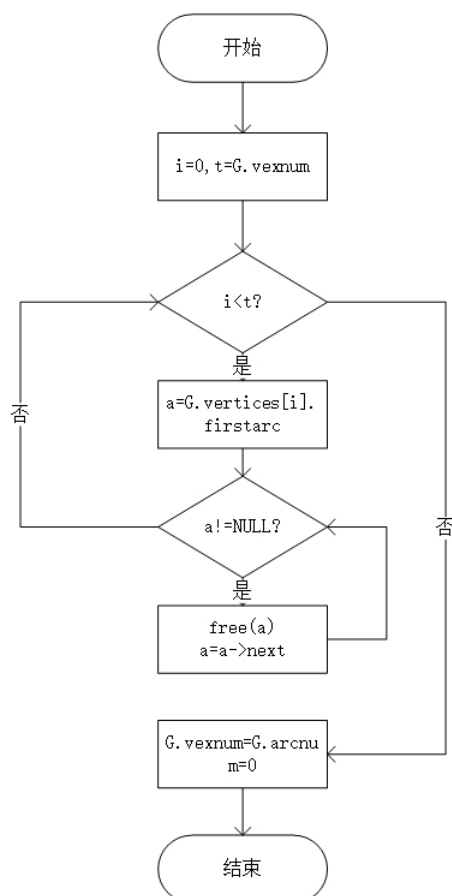 开始
i=0,t=G.vexnum
i<t?
是
a=G.vertices[i].
firstarc
否
a!=NULL?
否
是
free(a)
a=a->next
G.vexnum=G.arcnu
m=0
结束